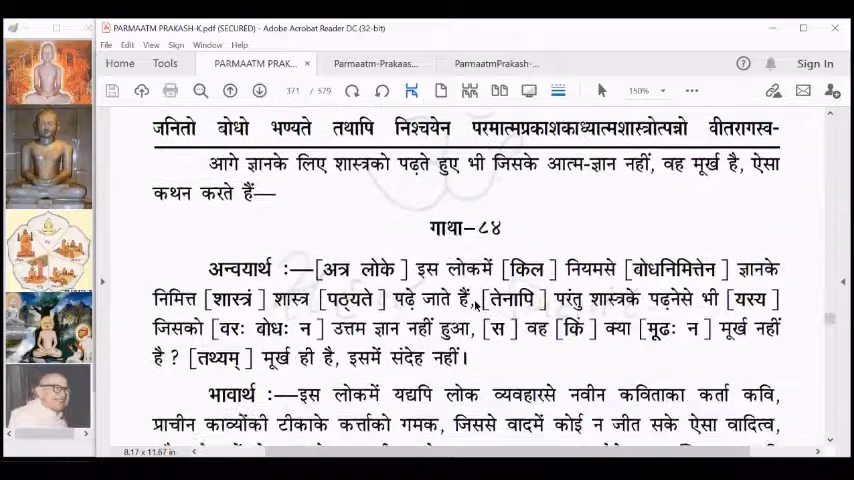 PARMAATM PRAKASH-K.pdf (SECURED) - Adobe Acrobat Reader DC (32-bit)
File Edit View Sign Window Help
Home Tools PARMAATM PRAK... × Parmaatm-Prakaas... ParmaatmPrakash-... Sign In
371 / 579 150%
जनितो बोधो भण्यते तथापि निश्चयेन परमात्मप्रकाशकाध्यात्मशास्त्रोत्पन्नो वीतरागस्व-
आगे ज्ञानके लिए शास्त्रको पढ़ते हुए भी जिसके आत्म-ज्ञान नहीं, वह मूर्ख है, ऐसा
कथन करते हैं—
गाथा-८४
अन्वयार्थ :—[अत्र लोके] इस लोकमें [किल] नियमसे [बोधनिमित्तेन] ज्ञानके
निमित्त [शास्त्रं] शास्त्र [पठ्यते] पढ़े जाते हैं, [तेनापि] परंतु शास्त्रके पढ़नेसे भी [यस्य]
जिसको [वरः बोधः न] उत्तम ज्ञान नहीं हुआ, [स] वह [किं] क्या [मूढः न] मूर्ख नहीं
है ? [तथ्यम्] मूर्ख ही है, इसमें संदेह नहीं।
भावार्थ :—इस लोकमें यद्यपि लोक व्यवहारसे नवीन कविताका कर्ता कवि,
प्राचीन काव्योंकी टीकाके कर्त्ताको गमक, जिससे वादमें कोई न जीत सके ऐसा वादित्व,
8.17 x 11.67 in